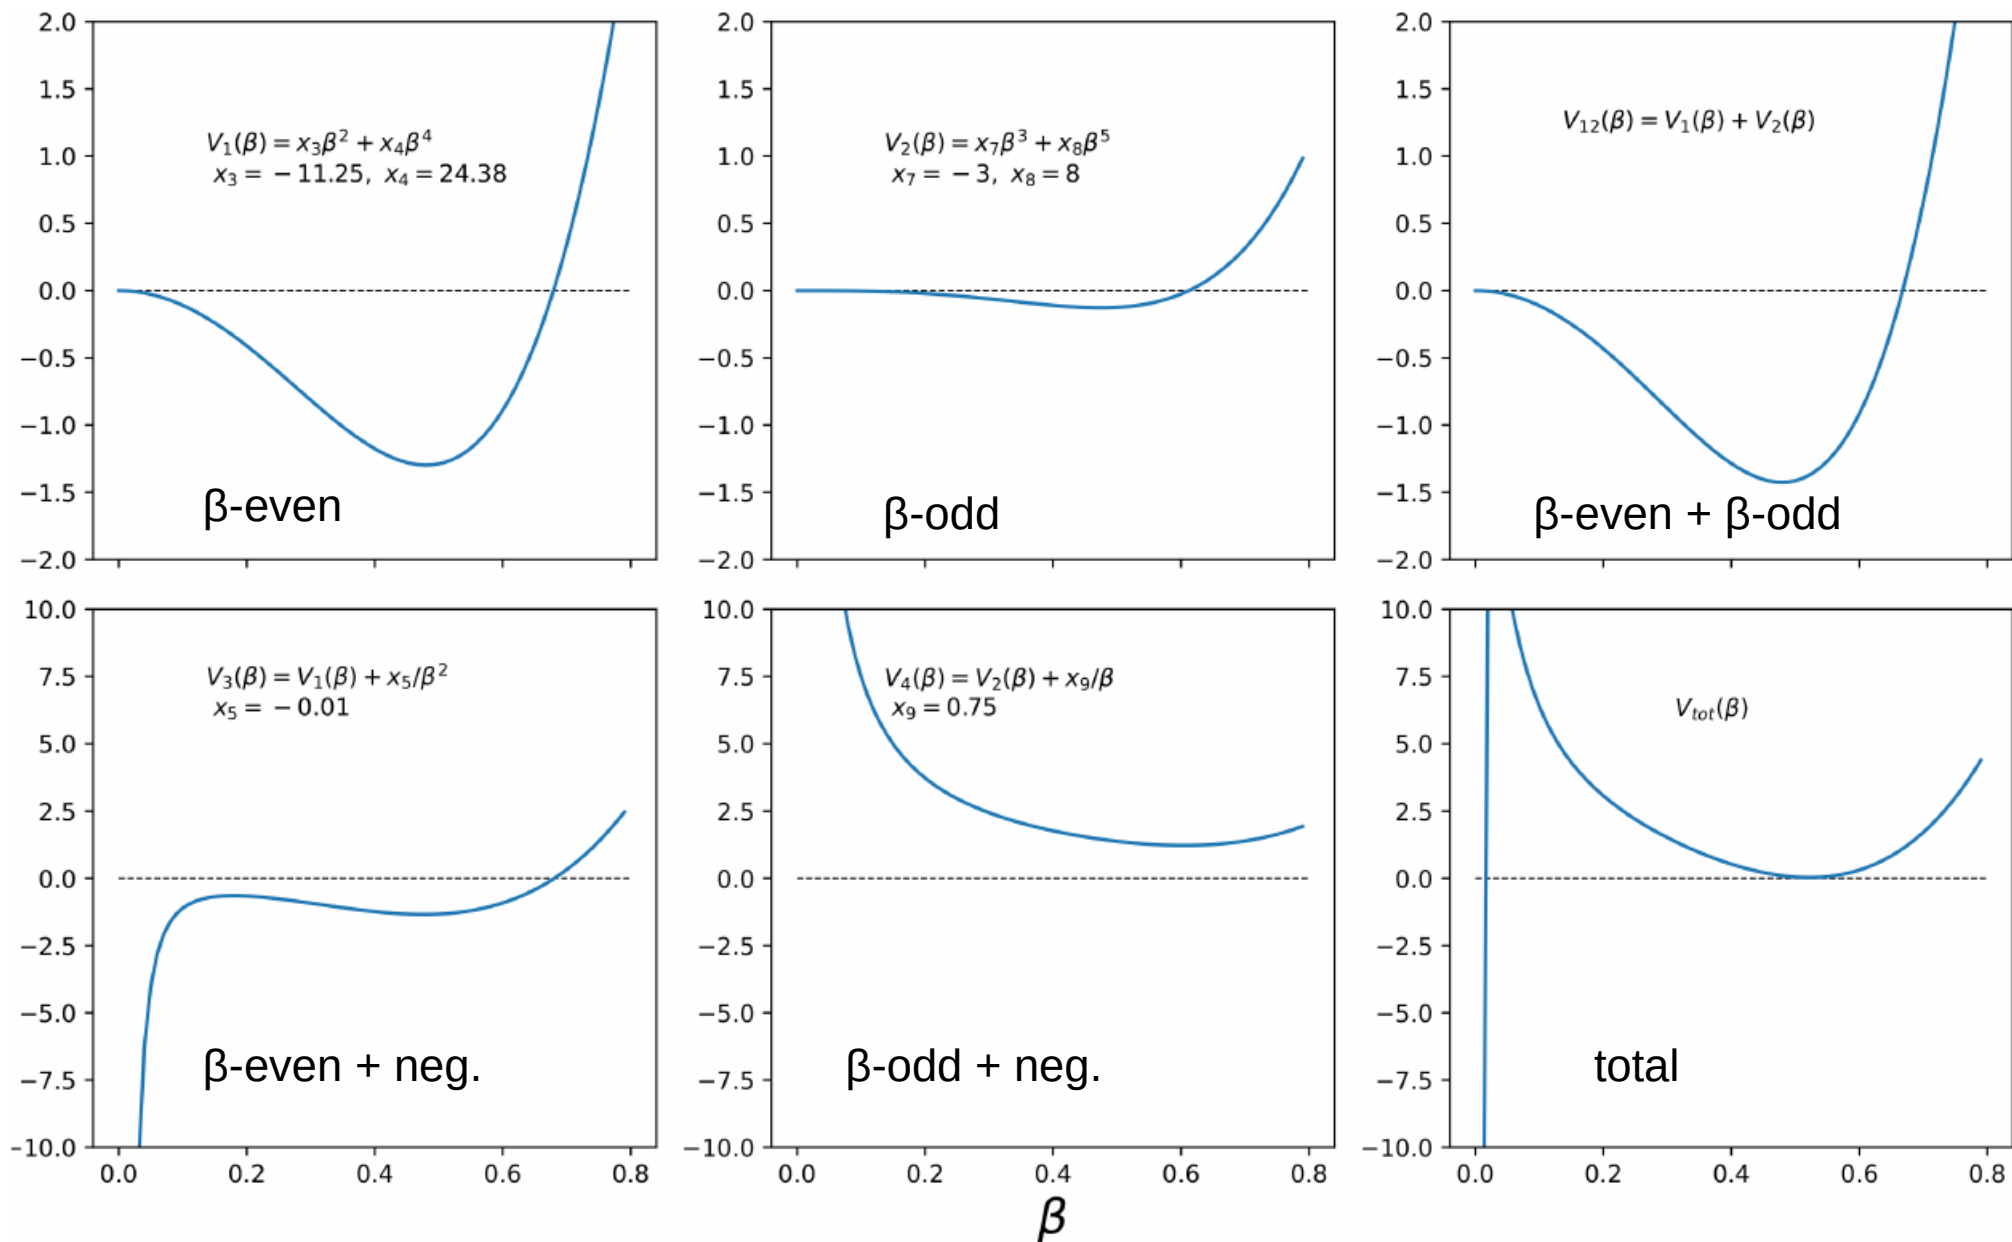 2.0
1.5
1.0
0.5
0.0
−0.5
−1.0
−1.5
−2.0
V₁(β) = x₃β² + x₄β⁴
x₃ = −11.25, x₄ = 24.38
β-even
2.0
1.5
1.0
0.5
0.0
−0.5
−1.0
−1.5
−2.0
V₂(β) = x₇β³ + x₈β⁵
x₇ = −3, x₈ = 8
β-odd
2.0
1.5
1.0
0.5
0.0
−0.5
−1.0
−1.5
−2.0
V₁₂(β) = V₁(β) + V₂(β)
β-even + β-odd
10.0
7.5
5.0
2.5
0.0
−2.5
−5.0
−7.5
−10.0
V₃(β) = V₁(β) + x₅/β²
x₅ = −0.01
β-even + neg.
0.0 0.2 0.4 0.6 0.8
10.0
7.5
5.0
2.5
0.0
−2.5
−5.0
−7.5
−10.0
V₄(β) = V₂(β) + x₉/β
x₉ = 0.75
β-odd + neg.
0.0 0.2 0.4 0.6 0.8
10.0
7.5
5.0
2.5
0.0
−2.5
−5.0
−7.5
−10.0
Vₜₒₜ(β)
total
0.0 0.2 0.4 0.6 0.8
β